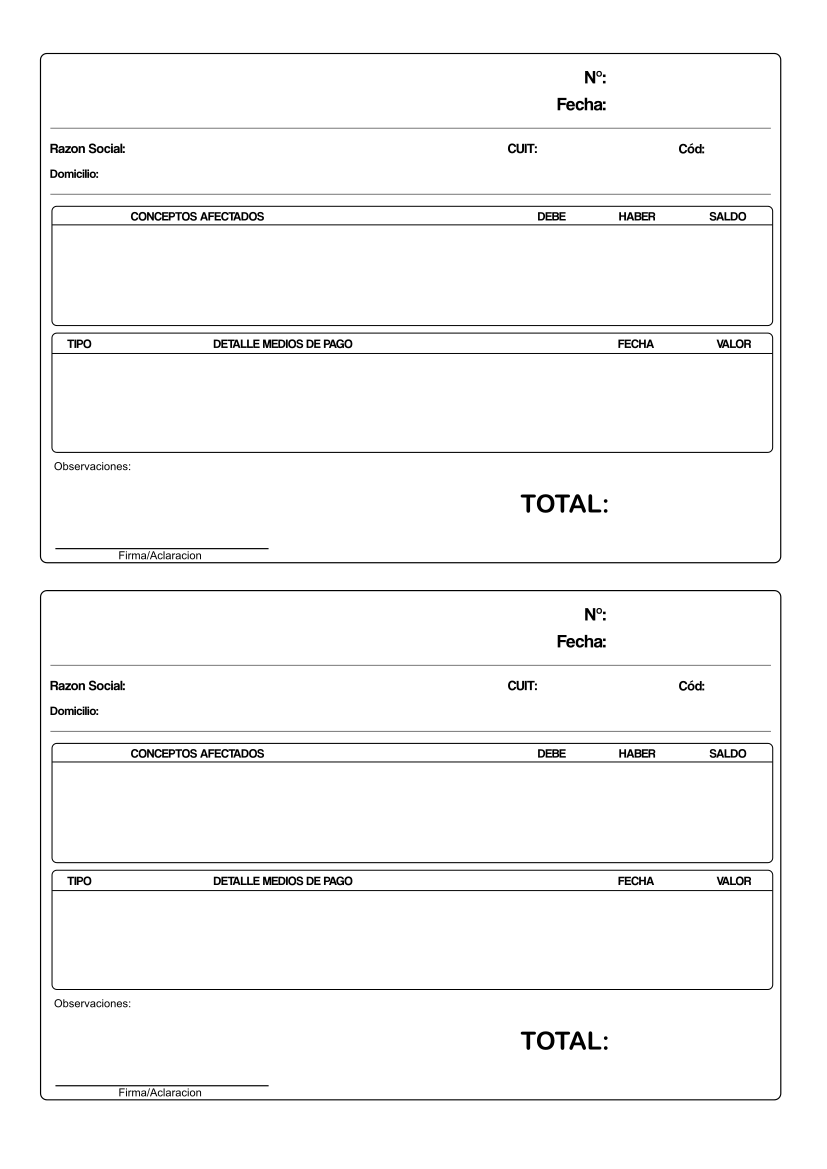 Nº:
Fecha:
Razon Social: CUIT: Cód:
Domicilio:
CONCEPTOS AFECTADOS DEBE HABER SALDO
TIPO DETALLE MEDIOS DE PAGO FECHA VALOR
Observaciones:
TOTAL:
Firma/Aclaracion
Nº:
Fecha:
Razon Social: CUIT: Cód:
Domicilio:
CONCEPTOS AFECTADOS DEBE HABER SALDO
TIPO DETALLE MEDIOS DE PAGO FECHA VALOR
Observaciones:
TOTAL:
Firma/Aclaracion